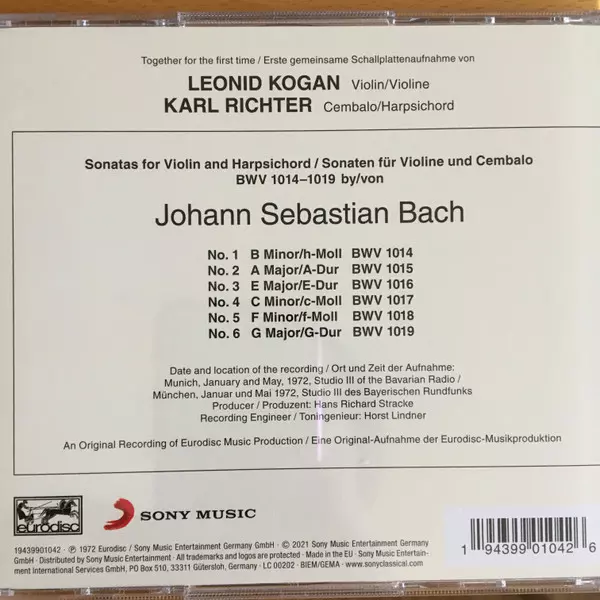 Together for the first time / Erste gemeinsame Schallplattenaufnahme von
LEONID KOGAN Violin/Violine
KARL RICHTER Cembalo/Harpsichord
Sonatas for Violin and Harpsichord / Sonaten für Violine und Cembalo
BWV 1014–1019 by/von
Johann Sebastian Bach
No. 1 B Minor/h-Moll BWV 1014
No. 2 A Major/A-Dur BWV 1015
No. 3 E Major/E-Dur BWV 1016
No. 4 C Minor/c-Moll BWV 1017
No. 5 F Minor/f-Moll BWV 1018
No. 6 G Major/G-Dur BWV 1019
Date and location of the recording / Ort und Zeit der Aufnahme:
Munich, January and May, 1972, Studio III of the Bavarian Radio /
München, Januar und Mai 1972, Studio III des Bayerischen Rundfunks
Producer / Produzent: Hans Richard Stracke
Recording Engineer / Toningenieur: Horst Lindner
An Original Recording of Eurodisc Music Production / Eine Original-Aufnahme der Eurodisc-Musikproduktion
eurodisc
SONY MUSIC
19439901042 · ℗ 1972 Eurodisc / Sony Music Entertainment Germany GmbH · © 2021 Sony Music Entertainment Germany
GmbH · Distributed by Sony Music Entertainment · All trademarks and logos are protected · Made in the EU · Sony Music Entertain-
ment International Services GmbH, PO Box 510, 33311 Gütersloh, Germany · LC 00202 · BIEM/GEMA · www.sonyclassical.com
1 94399 01042 6